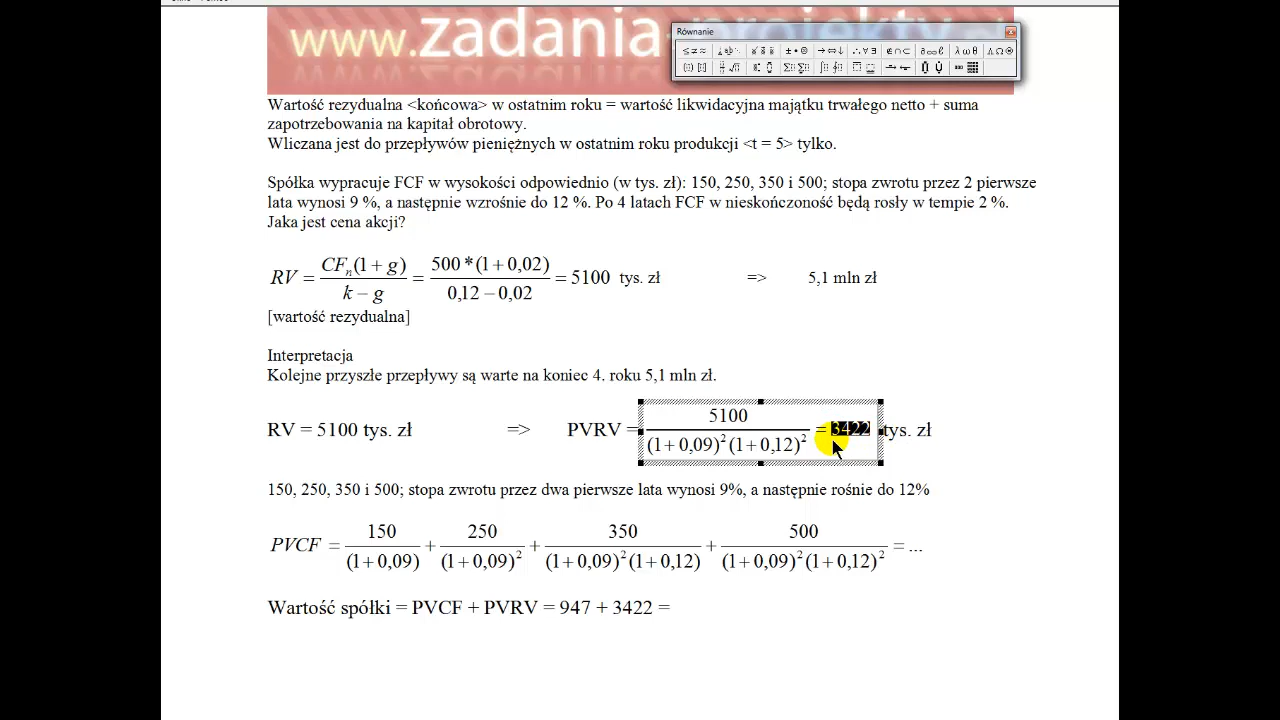 www.zadania-projekty
Równanie
Wartość rezydualna <końcowa> w ostatnim roku = wartość likwidacyjna majątku trwałego netto + suma
zapotrzebowania na kapitał obrotowy.
Wliczana jest do przepływów pieniężnych w ostatnim roku produkcji <t = 5> tylko.
Spółka wypracuje FCF w wysokości odpowiednio (w tys. zł): 150, 250, 350 i 500; stopa zwrotu przez 2 pierwsze
lata wynosi 9 %, a następnie wzrośnie do 12 %. Po 4 latach FCF w nieskończoność będą rosły w tempie 2 %.
Jaka jest cena akcji?
RV = CFn(1 + g) / (k − g) = 500 * (1 + 0,02) / (0,12 − 0,02) = 5100 tys. zł => 5,1 mln zł
[wartość rezydualna]
Interpretacja
Kolejne przyszłe przepływy są warte na koniec 4. roku 5,1 mln zł.
RV = 5100 tys. zł => PVRV = 5100 / (1 + 0,09)²(1 + 0,12)² = 3422 tys. zł
150, 250, 350 i 500; stopa zwrotu przez dwa pierwsze lata wynosi 9%, a następnie rośnie do 12%
PVCF = 150 / (1 + 0,09) + 250 / (1 + 0,09)² + 350 / (1 + 0,09)²(1 + 0,12) + 500 / (1 + 0,09)²(1 + 0,12)² = ...
Wartość spółki = PVCF + PVRV = 947 + 3422 =